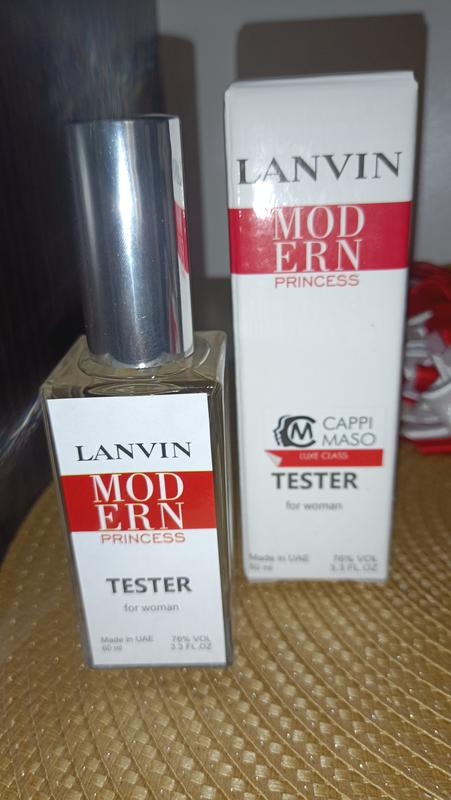 LANVIN
MOD
ERN
PRINCESS
TESTER
for woman
Made in UAE 76% VOL
60 ml 3.3 FL.OZ
LANVIN
MOD
ERN
PRINCESS
CM CAPPI
MASO
LUXE CLASS
TESTER
for woman
Made in UAE 76% VOL
60 ml 3.3 FL.OZ